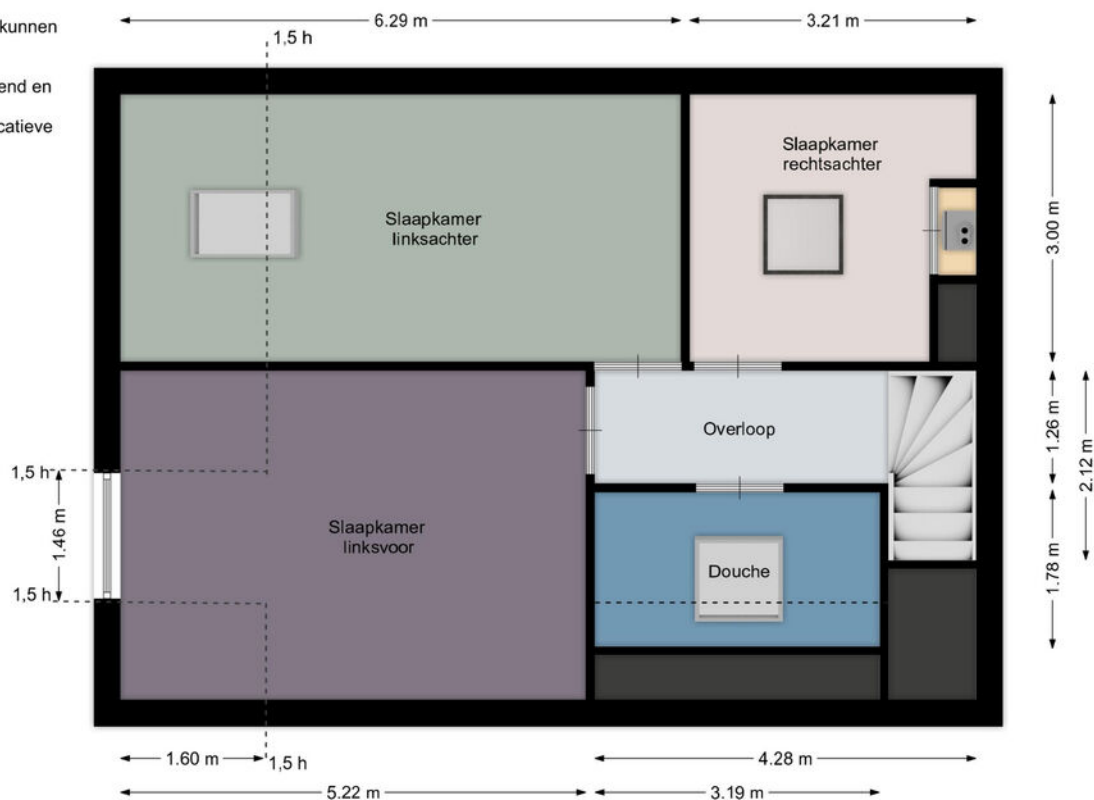 6.29 m
3.21 m
kunnen
1,5 h
end en
catieve
Slaapkamer
rechtsachter
Slaapkamer
linksachter
3.00 m
Overloop
1.26 m
2.12 m
1,5 h
1.46 m
Slaapkamer
linksvoor
Douche
1.78 m
1,5 h
1.60 m
1,5 h
4.28 m
5.22 m
3.19 m